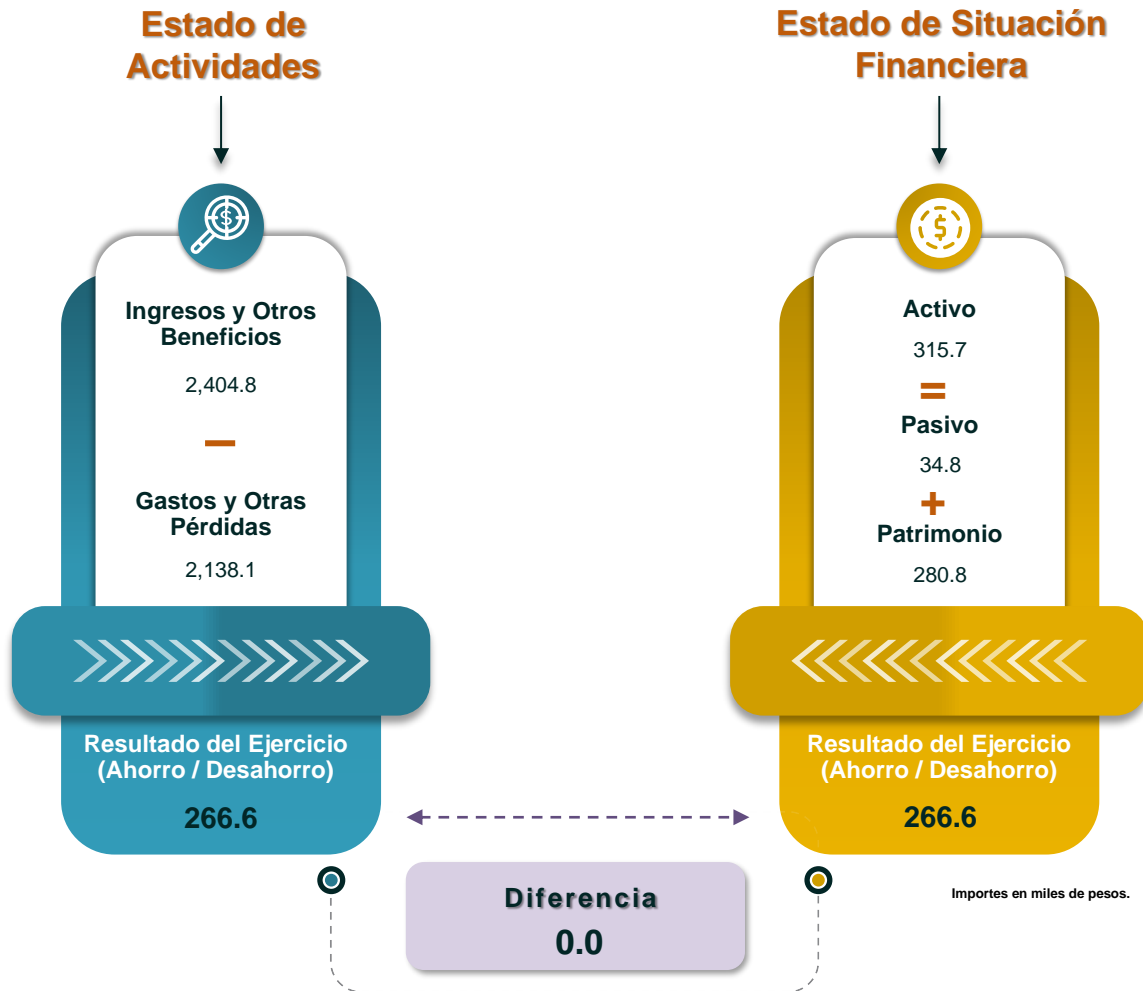 Estado de
Actividades
Ingresos y Otros
Beneficios
2,404.8
−
Gastos y Otras
Pérdidas
2,138.1
Resultado del Ejercicio
(Ahorro / Desahorro)
266.6
Estado de Situación
Financiera
$
Activo
315.7
=
Pasivo
34.8
+
Patrimonio
280.8
Resultado del Ejercicio
(Ahorro / Desahorro)
266.6
Diferencia
0.0
Importes en miles de pesos.